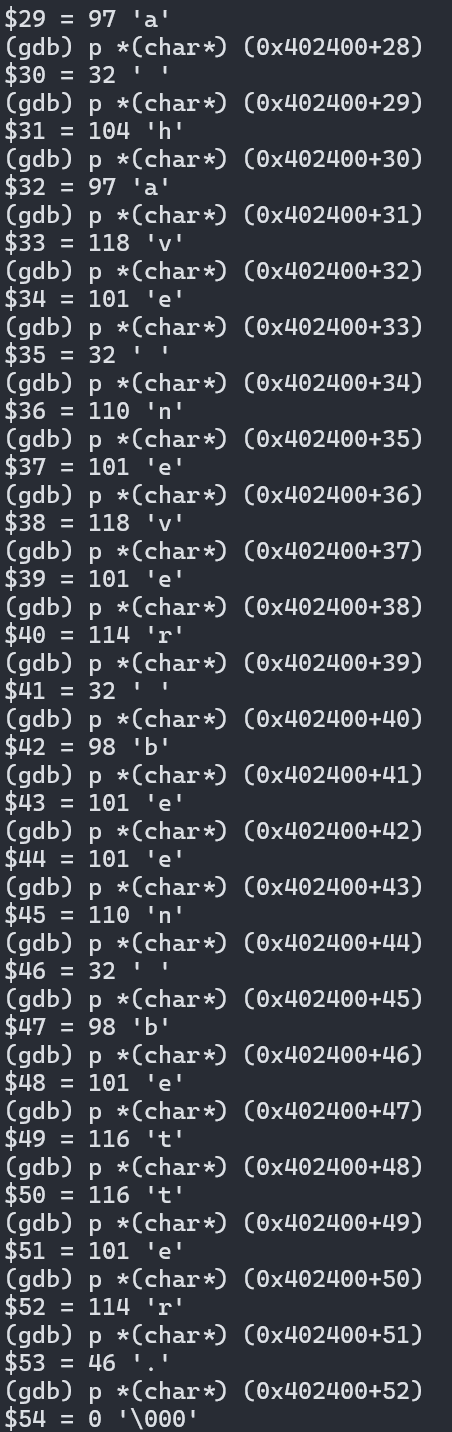 $29 = 97 'a'
(gdb) p *(char*) (0x402400+28)
$30 = 32 ' '
(gdb) p *(char*) (0x402400+29)
$31 = 104 'h'
(gdb) p *(char*) (0x402400+30)
$32 = 97 'a'
(gdb) p *(char*) (0x402400+31)
$33 = 118 'v'
(gdb) p *(char*) (0x402400+32)
$34 = 101 'e'
(gdb) p *(char*) (0x402400+33)
$35 = 32 ' '
(gdb) p *(char*) (0x402400+34)
$36 = 110 'n'
(gdb) p *(char*) (0x402400+35)
$37 = 101 'e'
(gdb) p *(char*) (0x402400+36)
$38 = 118 'v'
(gdb) p *(char*) (0x402400+37)
$39 = 101 'e'
(gdb) p *(char*) (0x402400+38)
$40 = 114 'r'
(gdb) p *(char*) (0x402400+39)
$41 = 32 ' '
(gdb) p *(char*) (0x402400+40)
$42 = 98 'b'
(gdb) p *(char*) (0x402400+41)
$43 = 101 'e'
(gdb) p *(char*) (0x402400+42)
$44 = 101 'e'
(gdb) p *(char*) (0x402400+43)
$45 = 110 'n'
(gdb) p *(char*) (0x402400+44)
$46 = 32 ' '
(gdb) p *(char*) (0x402400+45)
$47 = 98 'b'
(gdb) p *(char*) (0x402400+46)
$48 = 101 'e'
(gdb) p *(char*) (0x402400+47)
$49 = 116 't'
(gdb) p *(char*) (0x402400+48)
$50 = 116 't'
(gdb) p *(char*) (0x402400+49)
$51 = 101 'e'
(gdb) p *(char*) (0x402400+50)
$52 = 114 'r'
(gdb) p *(char*) (0x402400+51)
$53 = 46 '.'
(gdb) p *(char*) (0x402400+52)
$54 = 0 '\000'